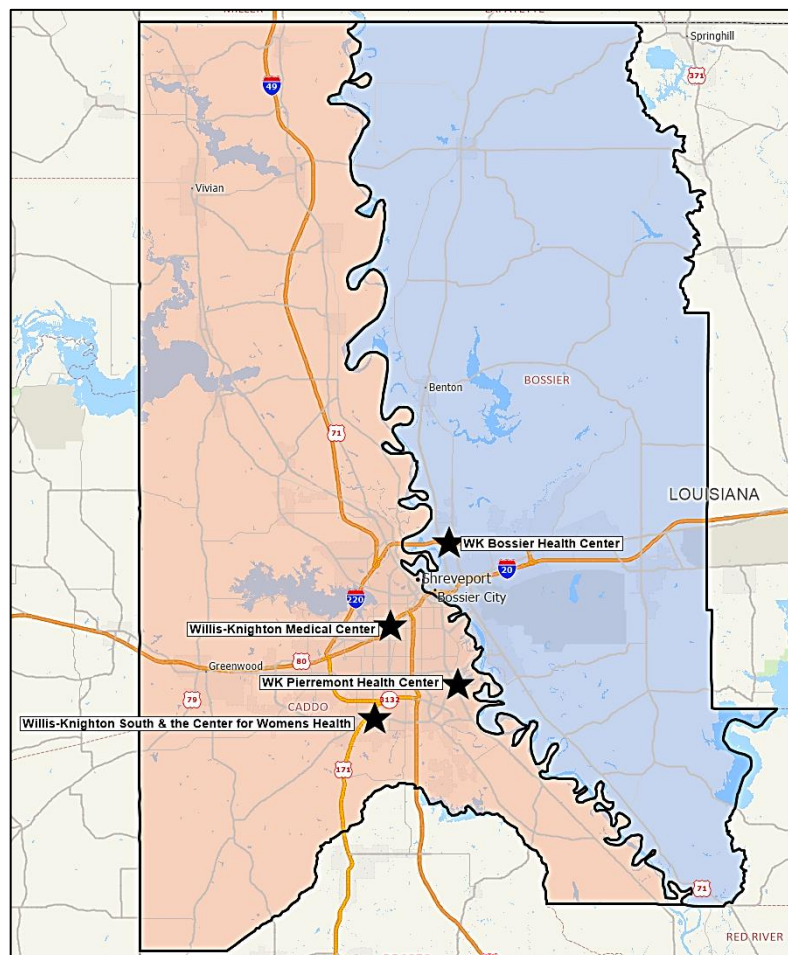 Springhill
371
49
Vivian
Benton
BOSSIER
71
LOUISIANA
WK Bossier Health Center
Shreveport
20
Bossier City
220
Willis-Knighton Medical Center
80
Greenwood
WK Pierremont Health Center
79
3132
CADDO
Willis-Knighton South & the Center for Womens Health
171
71
RED RIVER